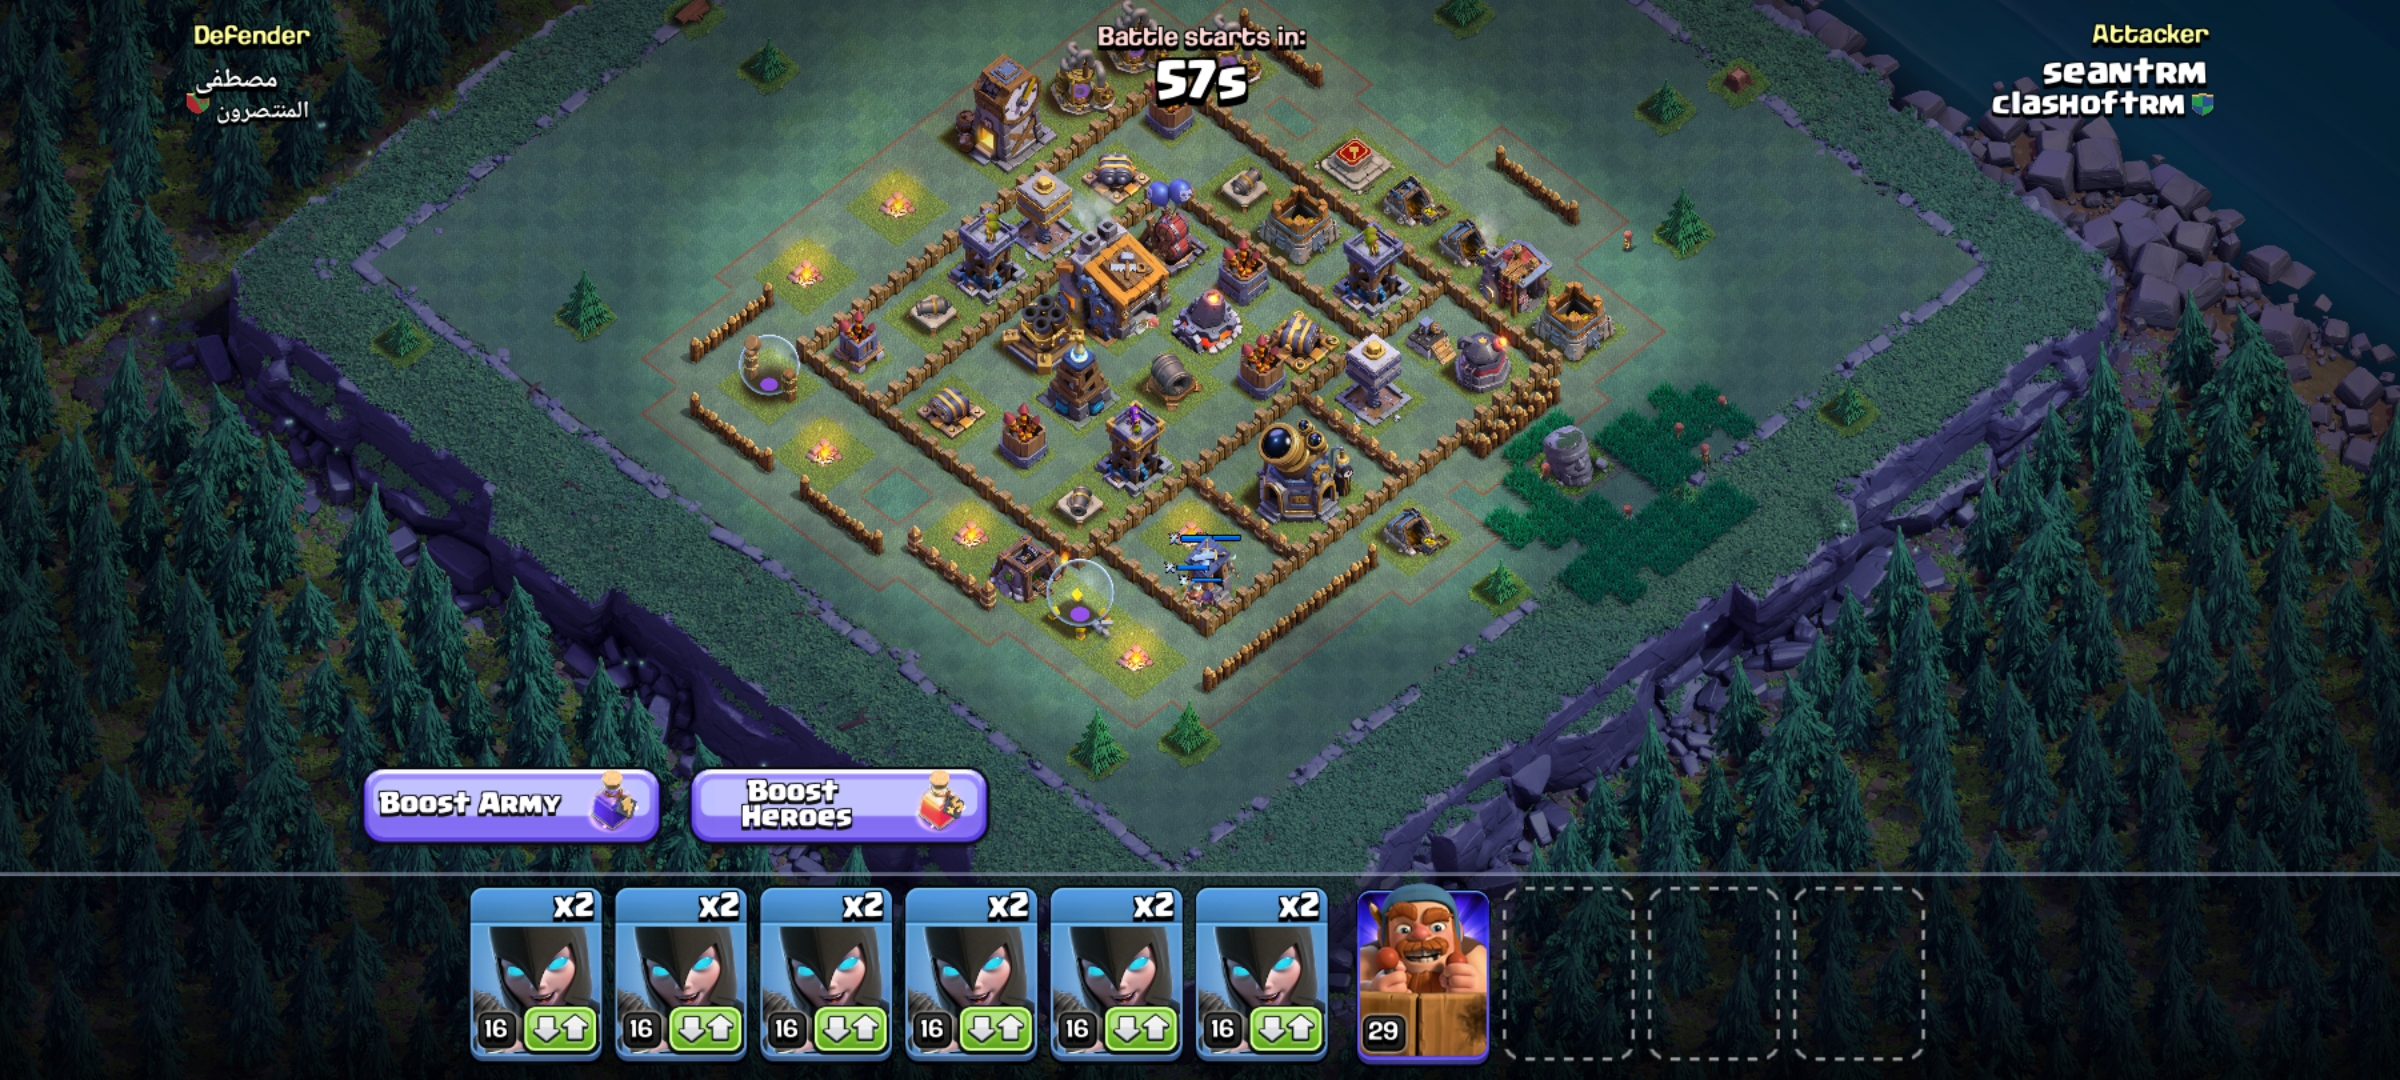 Defender
مصطفى
المنتصرون
Battle starts in:
57s
Attacker
seantrm
clashoftrm
Boost Army
Boost
Heroes
x2
x2
x2
x2
x2
x2
16
16
16
16
16
16
29